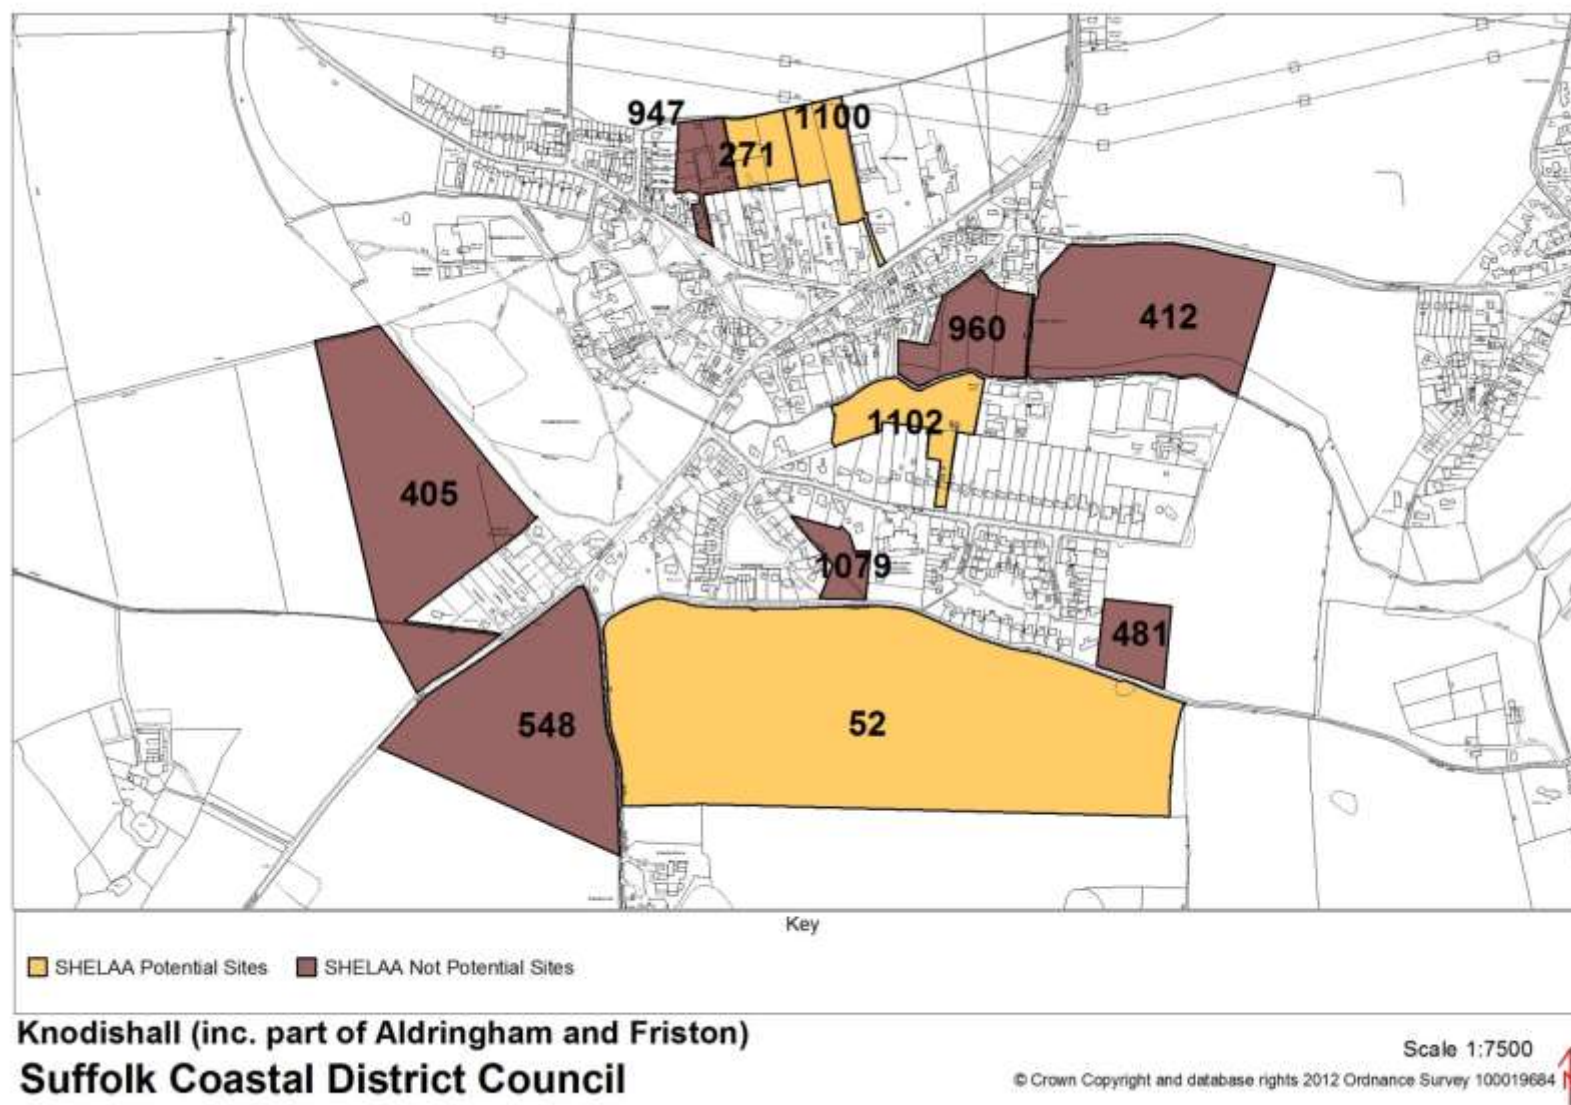 947
1100
271
960
412
1102
405
1079
481
548
52
Key
SHELAA Potential Sites SHELAA Not Potential Sites
Knodishall (inc. part of Aldringham and Friston)
Suffolk Coastal District Council
Scale 1:7500
© Crown Copyright and database rights 2012 Ordnance Survey 100019684
N